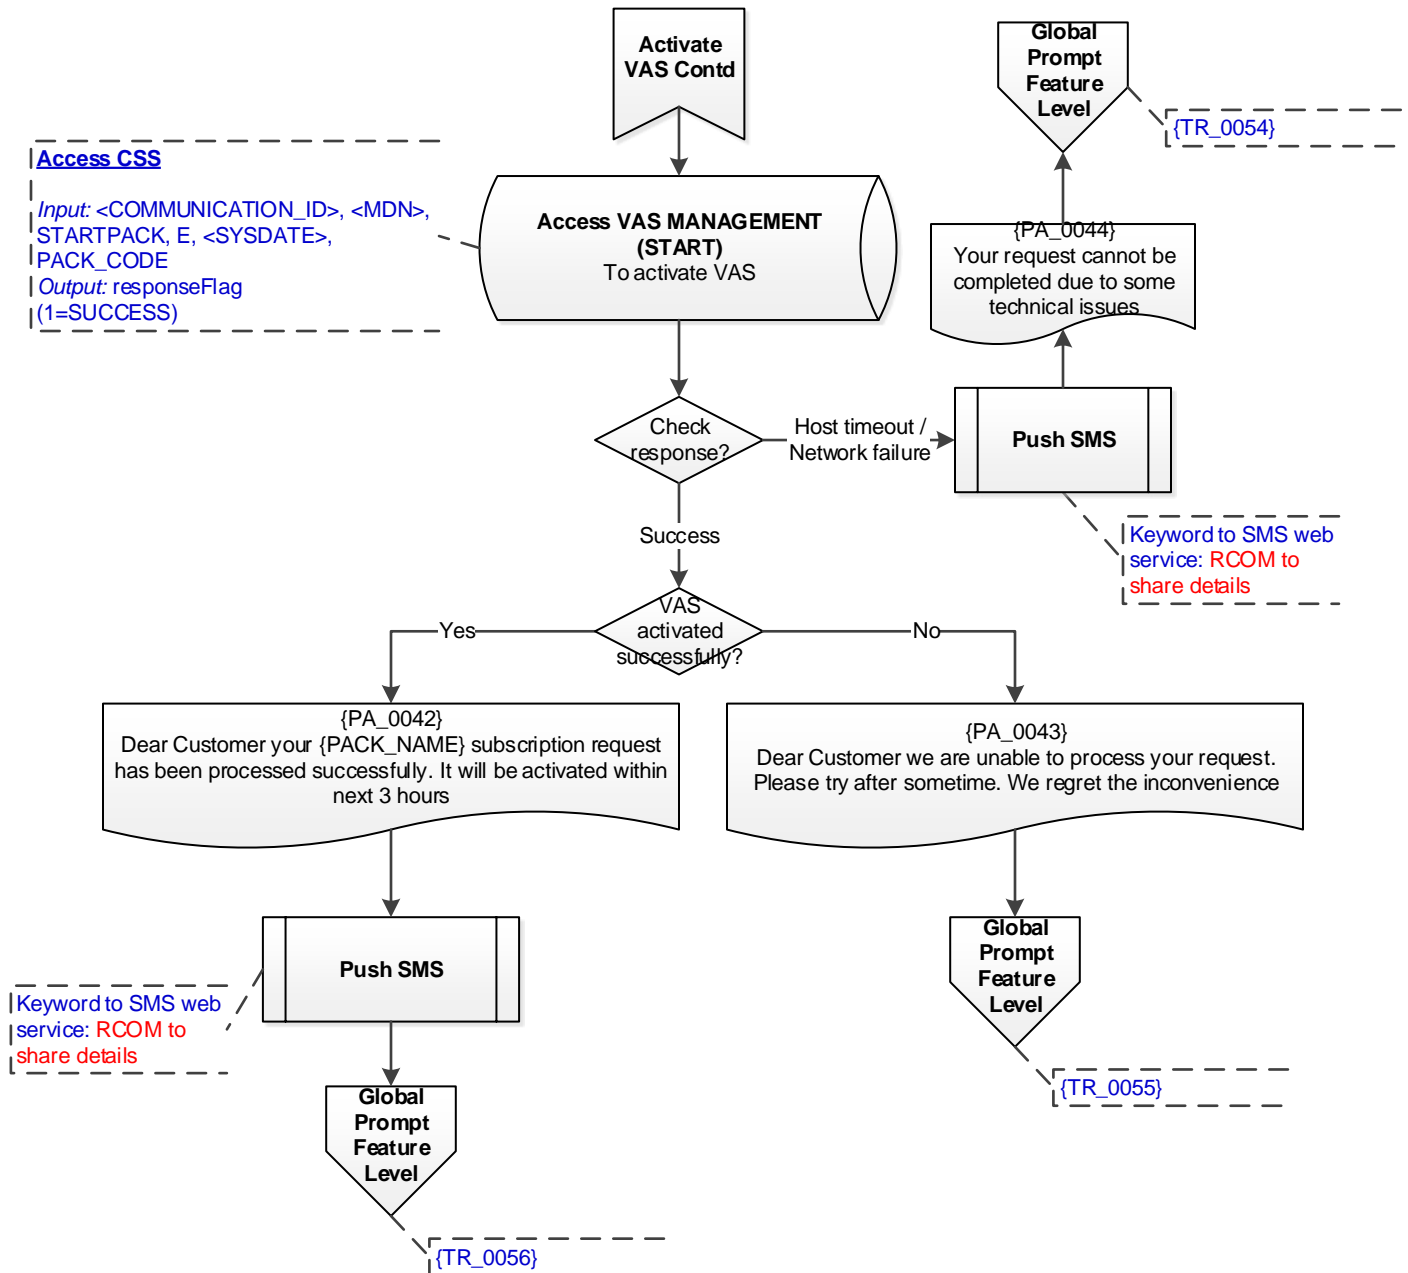 Activate
VAS Contd
Global
Prompt
Feature
Level
{TR_0054}
Access CSS
Input: <COMMUNICATION_ID>, <MDN>,
STARTPACK, E, <SYSDATE>,
PACK_CODE
Output: responseFlag
(1=SUCCESS)
Access VAS MANAGEMENT
(START)
To activate VAS
{PA_0044}
Your request cannot be
completed due to some
technical issues
Check
response?
Host timeout /
Network failure
Push SMS
Keyword to SMS web
service: RCOM to
share details
Success
VAS
activated
successfully?
Yes
No
{PA_0042}
Dear Customer your {PACK_NAME} subscription request
has been processed successfully. It will be activated within
next 3 hours
{PA_0043}
Dear Customer we are unable to process your request.
Please try after sometime. We regret the inconvenience
Push SMS
Keyword to SMS web
service: RCOM to
share details
Global
Prompt
Feature
Level
{TR_0055}
Global
Prompt
Feature
Level
{TR_0056}